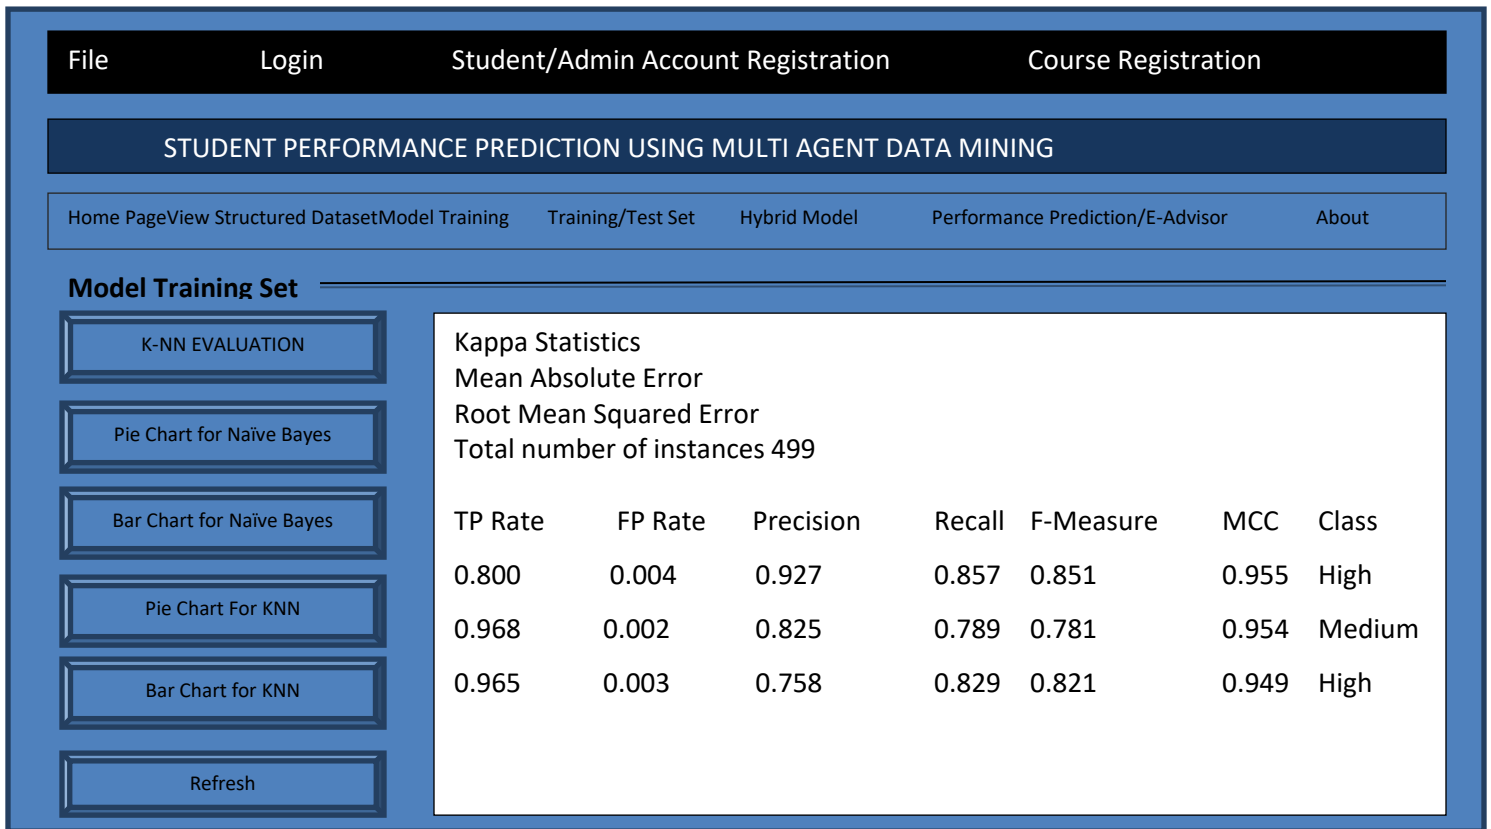 File Login Student/Admin Account Registration Course Registration
STUDENT PERFORMANCE PREDICTION USING MULTI AGENT DATA MINING
Home PageView Structured DatasetModel Training Training/Test Set Hybrid Model Performance Prediction/E-Advisor About
Model Training Set
K-NN EVALUATION
Pie Chart for Naïve Bayes
Bar Chart for Naïve Bayes
Pie Chart For KNN
Bar Chart for KNN
Refresh
Kappa Statistics
Mean Absolute Error
Root Mean Squared Error
Total number of instances 499
TP Rate FP Rate Precision Recall F-Measure MCC Class
0.800 0.004 0.927 0.857 0.851 0.955 High
0.968 0.002 0.825 0.789 0.781 0.954 Medium
0.965 0.003 0.758 0.829 0.821 0.949 High